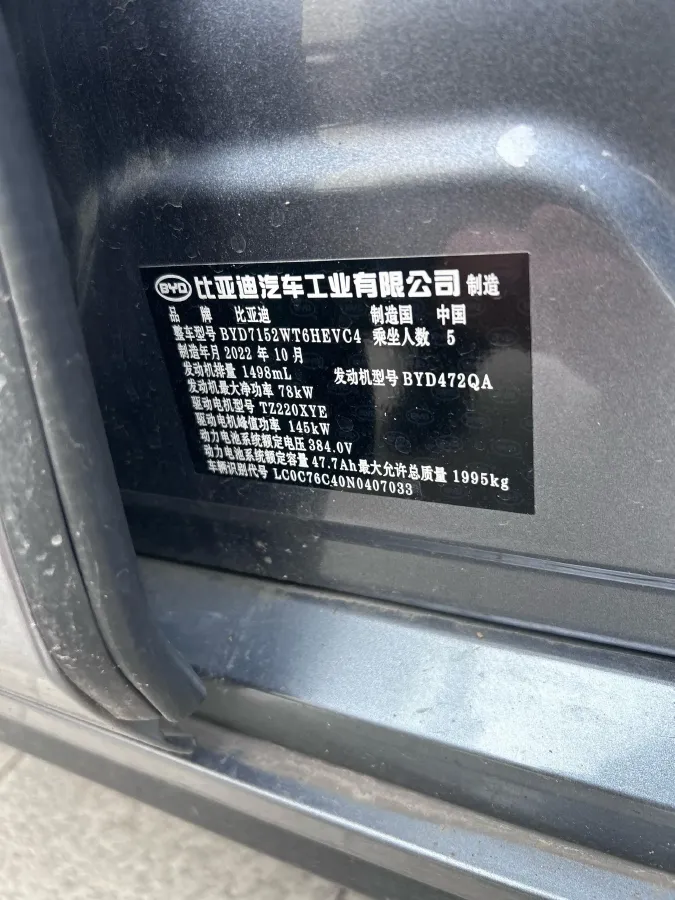 BYD 比亚迪汽车工业有限公司 制造
品 牌 比亚迪 制造国 中国
整车型号 BYD7152WT6HEVC4 乘坐人数 5
制造年月 2022 年 10 月
发动机排量 1498mL 发动机型号 BYD472QA
发动机最大净功率 78kW
驱动电机型号 TZ220XYE
驱动电机峰值功率 145kW
动力电池系统额定电压 384.0V
动力电池系统额定容量 47.7Ah 最大允许总质量 1995kg
车辆识别代号 LC0C76C40N0407033